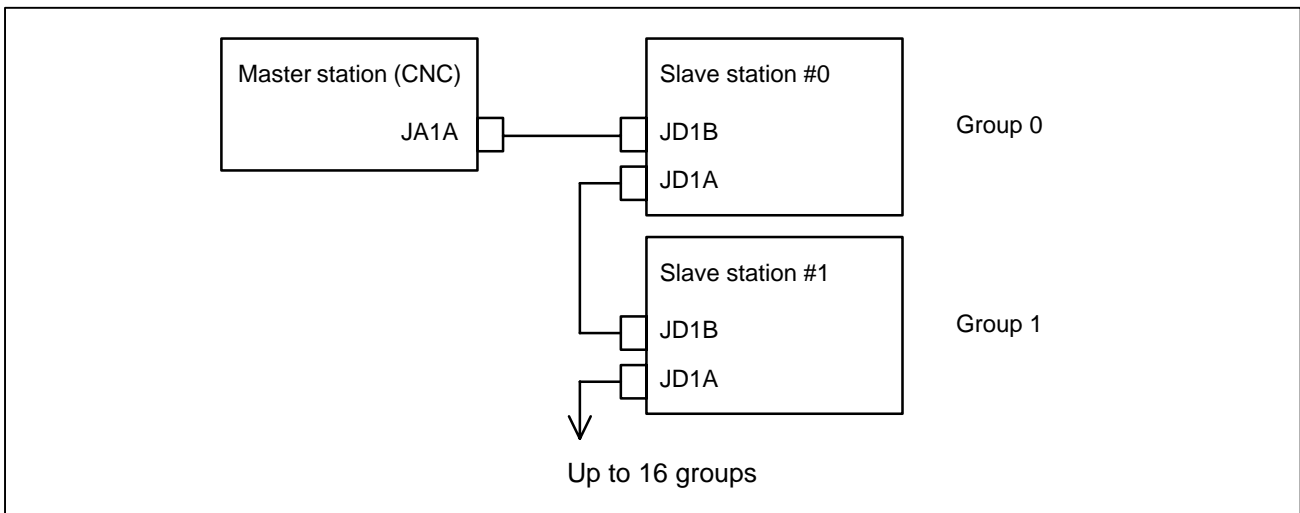 Master station (CNC)
JA1A
Slave station #0
JD1B
JD1A
Group 0
Slave station #1
JD1B
JD1A
Group 1
Up to 16 groups